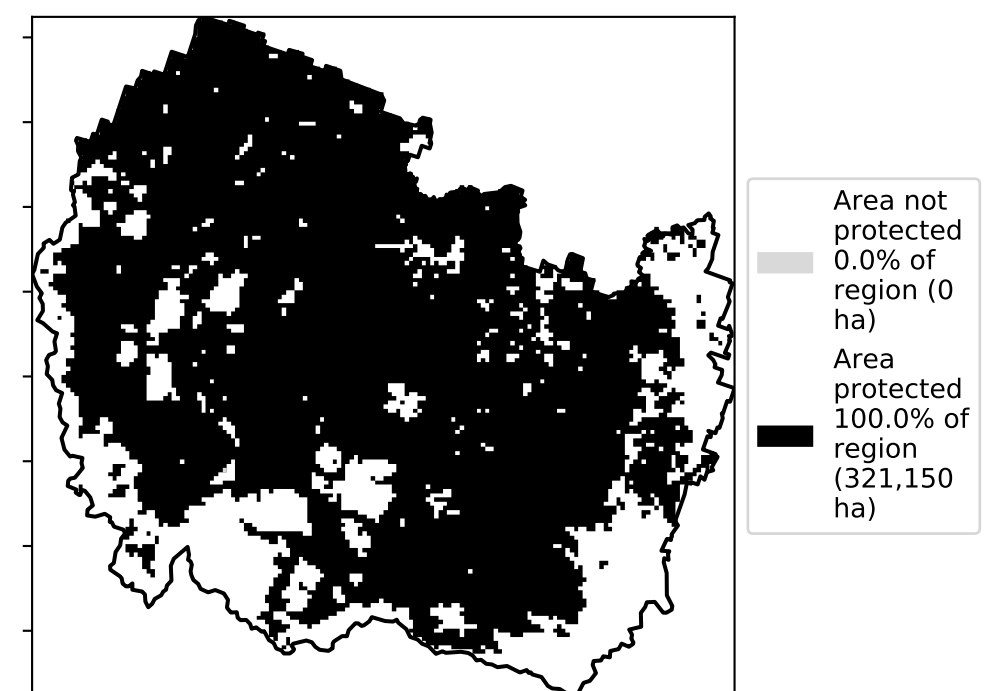 Area not
protected
0.0% of
region (0
ha)
Area
protected
100.0% of
region
(321,150
ha)